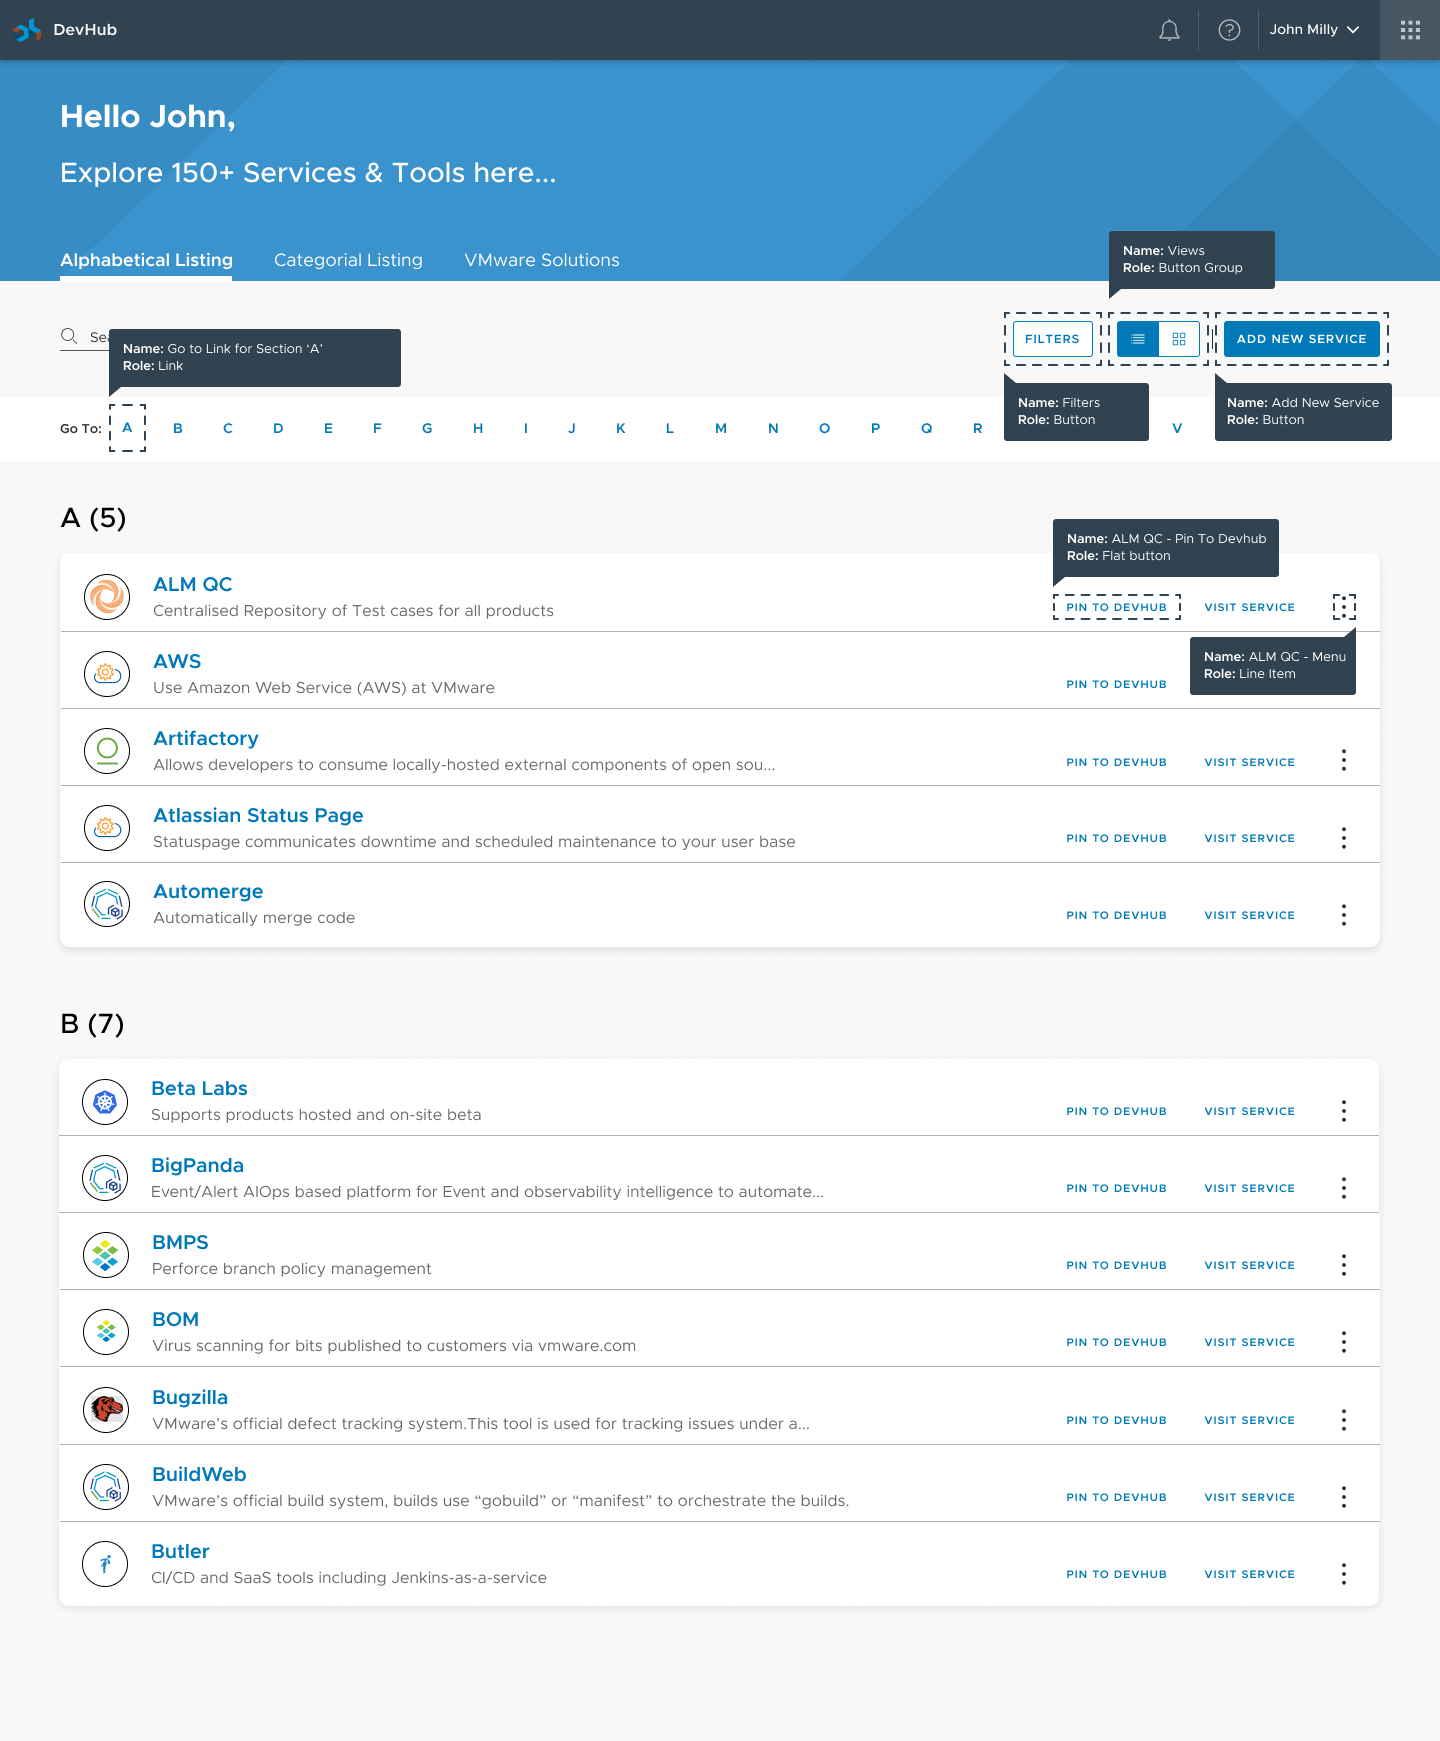 DevHub
John Milly
Hello John,
Explore 150+ Services & Tools here...
Alphabetical Listing
Categorial Listing
VMware Solutions
Name: Views
Role: Button Group
Name: Go to Link for Section ‘A’
Role: Link
FILTERS
ADD NEW SERVICE
Name: Filters
Role: Button
Name: Add New Service
Role: Button
Go To: A B C D E F G H I J K L M N O P Q R V
A (5)
Name: ALM QC - Pin To Devhub
Role: Flat button
ALM QC
Centralised Repository of Test cases for all products
PIN TO DEVHUB VISIT SERVICE
Name: ALM QC - Menu
Role: Line Item
AWS
Use Amazon Web Service (AWS) at VMware
PIN TO DEVHUB
Artifactory
Allows developers to consume locally-hosted external components of open sou...
PIN TO DEVHUB VISIT SERVICE
Atlassian Status Page
Statuspage communicates downtime and scheduled maintenance to your user base
PIN TO DEVHUB VISIT SERVICE
Automerge
Automatically merge code
PIN TO DEVHUB VISIT SERVICE
B (7)
Beta Labs
Supports products hosted and on-site beta
PIN TO DEVHUB VISIT SERVICE
BigPanda
Event/Alert AIOps based platform for Event and observability intelligence to automate...
PIN TO DEVHUB VISIT SERVICE
BMPS
Perforce branch policy management
PIN TO DEVHUB VISIT SERVICE
BOM
Virus scanning for bits published to customers via vmware.com
PIN TO DEVHUB VISIT SERVICE
Bugzilla
VMware’s official defect tracking system.This tool is used for tracking issues under a...
PIN TO DEVHUB VISIT SERVICE
BuildWeb
VMware’s official build system, builds use “gobuild” or “manifest” to orchestrate the builds.
PIN TO DEVHUB VISIT SERVICE
Butler
CI/CD and SaaS tools including Jenkins-as-a-service
PIN TO DEVHUB VISIT SERVICE